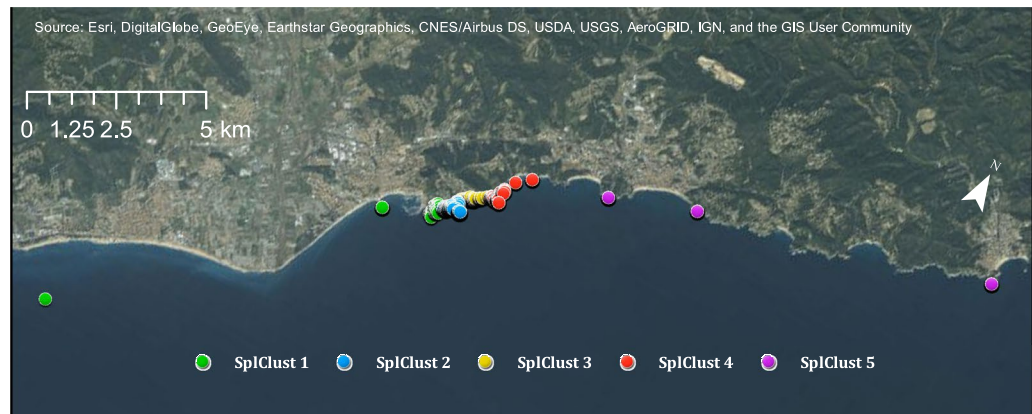 Source: Esri, DigitalGlobe, GeoEye, Earthstar Geographics, CNES/Airbus DS, USDA, USGS, AeroGRID, IGN, and the GIS User Community
0 1.25 2.5 5 km
N
SplClust 1 SplClust 2 SplClust 3 SplClust 4 SplClust 5